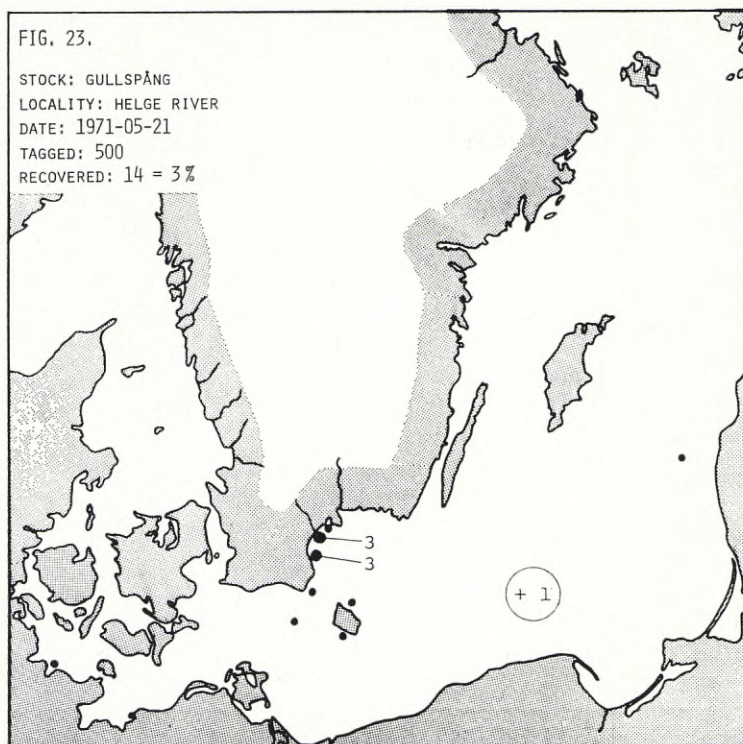 FIG. 23.
STOCK: GULLSPÅNG
LOCALITY: HELGE RIVER
DATE: 1971-05-21
TAGGED: 500
RECOVERED: 14 = 3%
3
3
+ 1